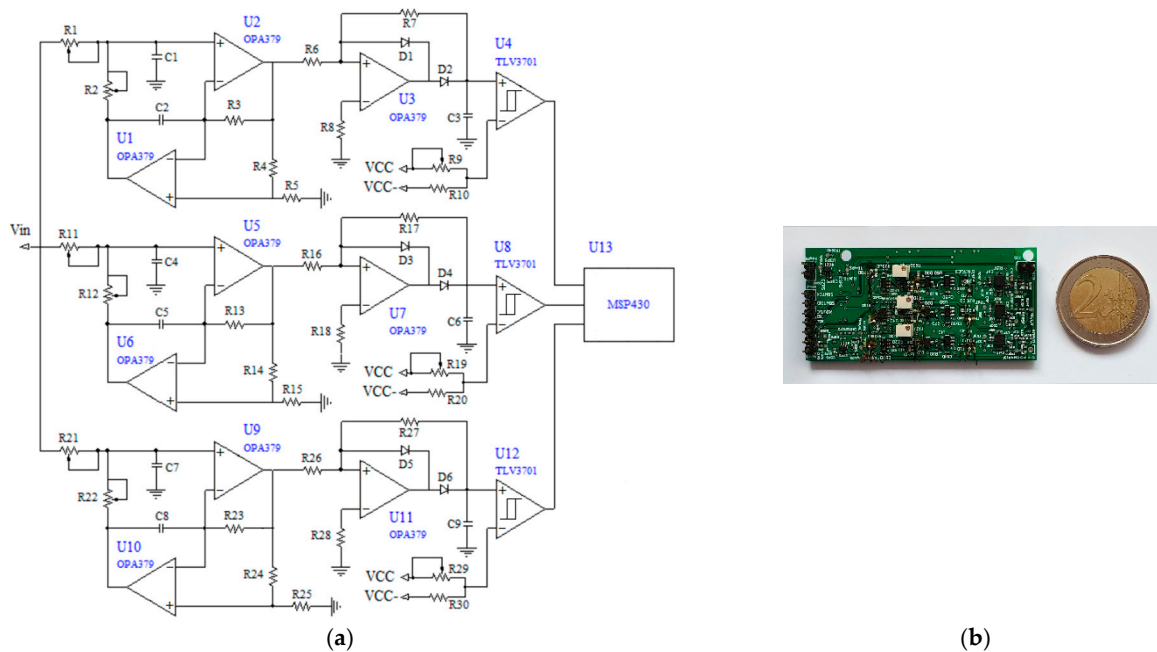 R1
U2
OPA379
R7
D1
R6
D2
U4
TLV3701
C1
R2
C2
R3
U3
OPA379
R8
C3
U1
OPA379
R4
R5
VCC
R9
VCC-
R10
Vin
R11
U5
OPA379
R17
D3
R16
D4
U8
TLV3701
U13
MSP430
C4
R12
C5
R13
U7
OPA379
R18
C6
U6
OPA379
R14
R15
VCC
R19
VCC-
R20
R21
U9
OPA379
R27
D5
R26
D6
U12
TLV3701
C7
R22
C8
R23
U11
OPA379
R28
C9
U10
OPA379
R24
R25
VCC
R29
VCC-
R30
2
(a)
(b)